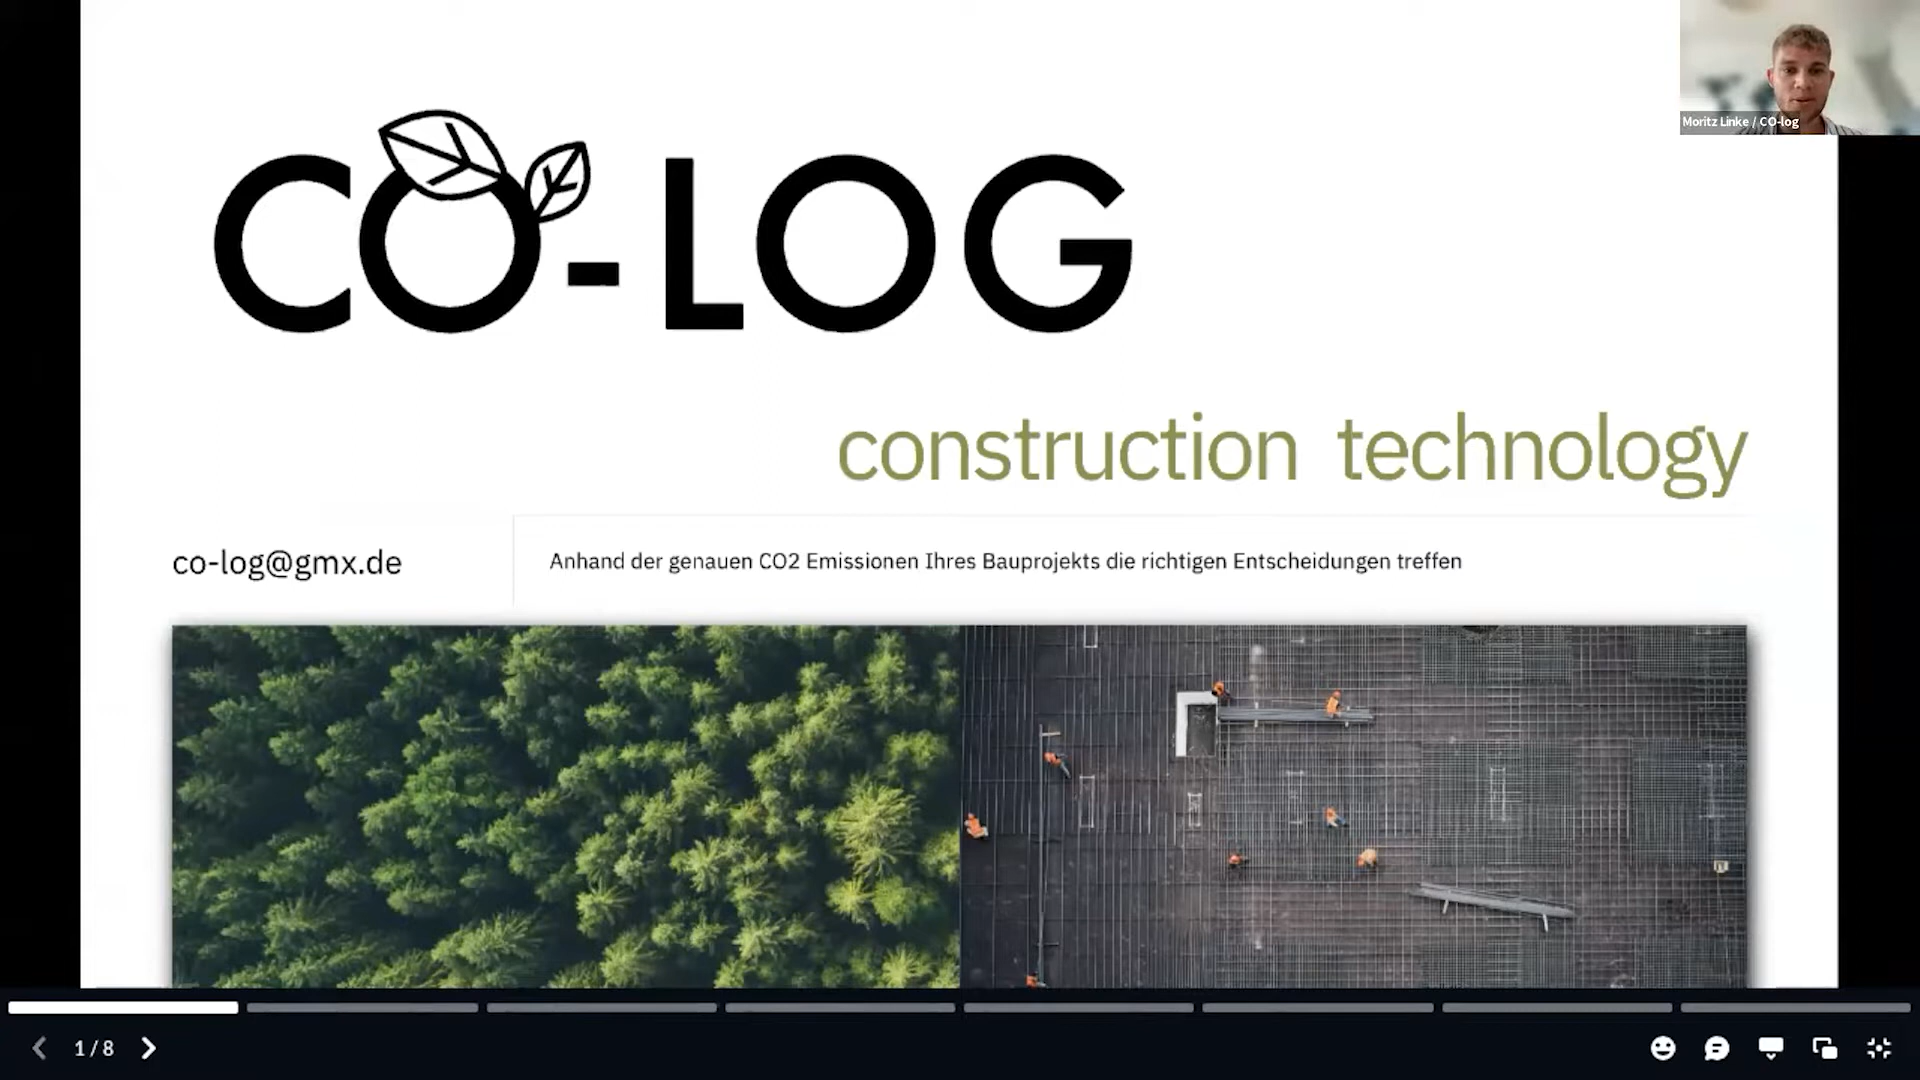 Moritz Linke / CO-log
CO-LOG
construction technology
co-log@gmx.de
Anhand der genauen CO2 Emissionen Ihres Bauprojekts die richtigen Entscheidungen treffen
1 / 8